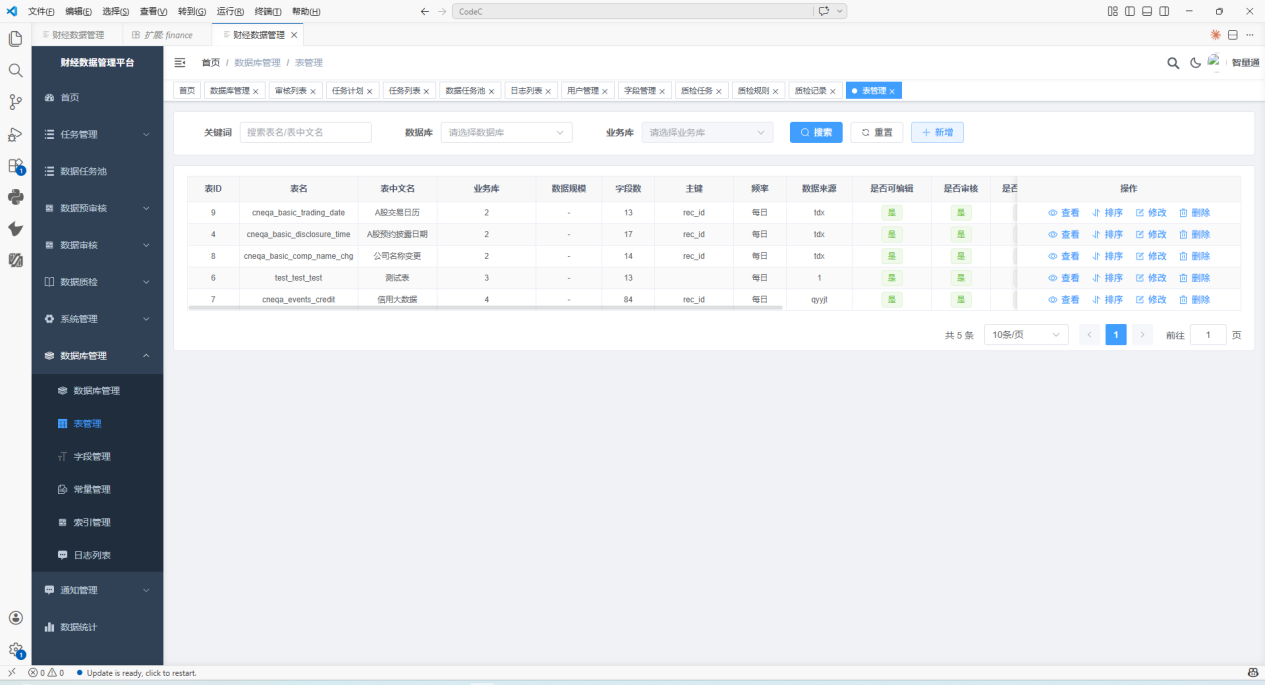 文件(F) 编辑(E) 选择(S) 查看(V) 转到(G) 运行(R) 终端(T) 帮助(H) CodeC
财经数据管理 扩展: finance 财经数据管理
财经数据管理平台 首页 / 数据库管理 / 表管理 智量通
首页 数据库管理 审核列表 任务计划 任务列表 数据任务池 日志列表 用户管理 字段管理 质检任务 质检规则 质检记录 表管理
首页
任务管理
数据任务池
数据预审核
数据审核
数据质检
系统管理
数据库管理
数据库管理
表管理
字段管理
常量管理
索引管理
日志列表
通知管理
数据统计
关键词 搜索表名/表中文名 数据库 请选择数据库 业务库 请选择业务库 搜索 重置 新增
表ID 表名 表中文名 业务库 数据规模 字段数 主键 频率 数据来源 是否可编辑 是否审核 是否 操作
9 cneqa_basic_trading_date A股交易日历 2 - 13 rec_id 每日 tdx 是 是 查看 排序 修改 删除
4 cneqa_basic_disclosure_time A股预约披露日期 2 - 17 rec_id 每日 tdx 是 是 查看 排序 修改 删除
8 cneqa_basic_comp_name_chg 公司名称变更 2 - 14 rec_id 每日 tdx 是 是 查看 排序 修改 删除
6 test_test_test 测试表 3 - 13 每日 1 是 是 查看 排序 修改 删除
7 cneqa_events_credit 信用大数据 4 - 84 rec_id 每日 qyyjt 是 是 查看 排序 修改 删除
共 5 条 10条/页 1 前往 1 页
0 0 Update is ready, click to restart.